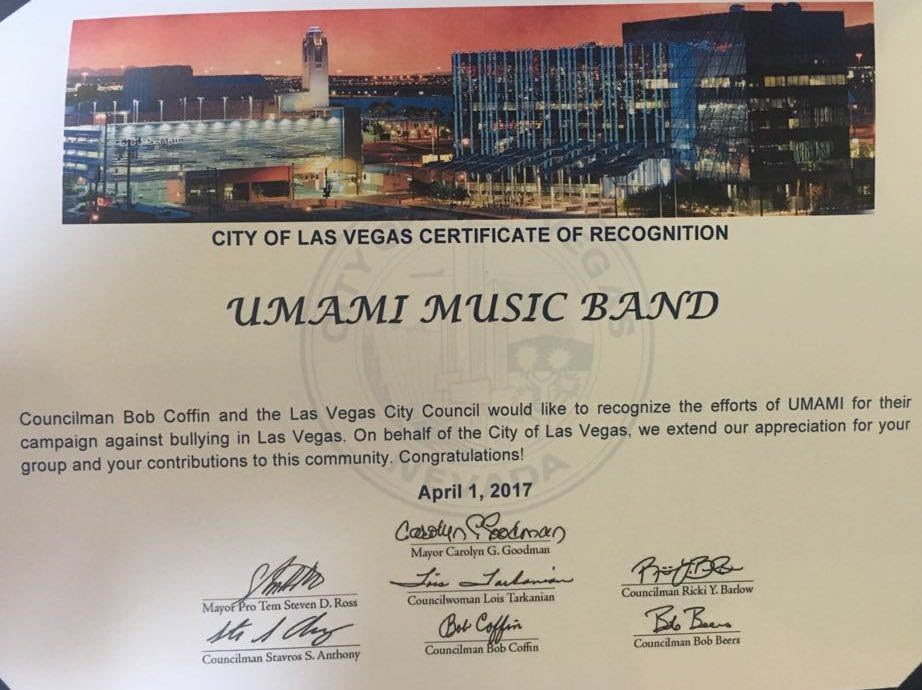 CITY OF LAS VEGAS CERTIFICATE OF RECOGNITION
UMAMI MUSIC BAND
Councilman Bob Coffin and the Las Vegas City Council would like to recognize the efforts of UMAMI for their
campaign against bullying in Las Vegas. On behalf of the City of Las Vegas, we extend our appreciation for your
group and your contributions to this community. Congratulations!
NEVADA
April 1, 2017
Carolyn G Goodman
Mayor Carolyn G. Goodman
Mayor Pro Tem Steven D. Ross
Lois Tarkanian
Councilwoman Lois Tarkanian
Councilman Ricki Y. Barlow
Councilman Stavros S. Anthony
Bob Coffin
Councilman Bob Coffin
Bob Beers
Councilman Bob Beers